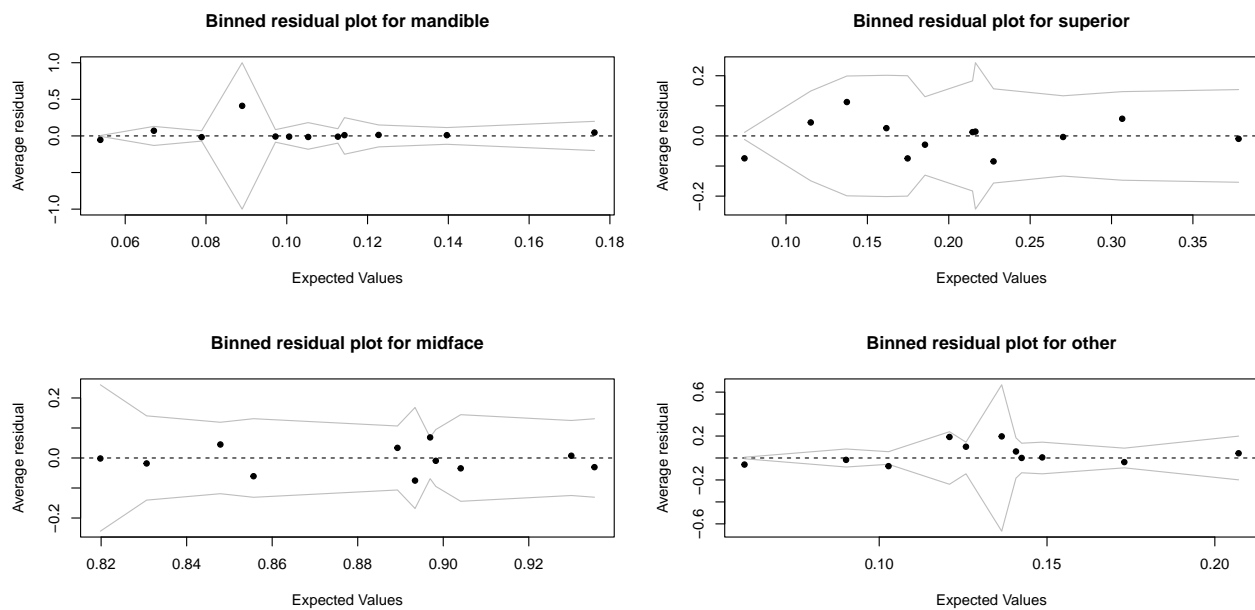 Binned residual plot for mandible
Average residual
1.0
0.5
0.0
−1.0
0.06 0.08 0.10 0.12 0.14 0.16 0.18
Expected Values
Binned residual plot for superior
Average residual
0.2
0.0
−0.2
0.10 0.15 0.20 0.25 0.30 0.35
Expected Values
Binned residual plot for midface
Average residual
0.2
0.0
−0.2
0.82 0.84 0.86 0.88 0.90 0.92
Expected Values
Binned residual plot for other
Average residual
0.6
0.2
−0.2
−0.6
0.10 0.15 0.20
Expected Values